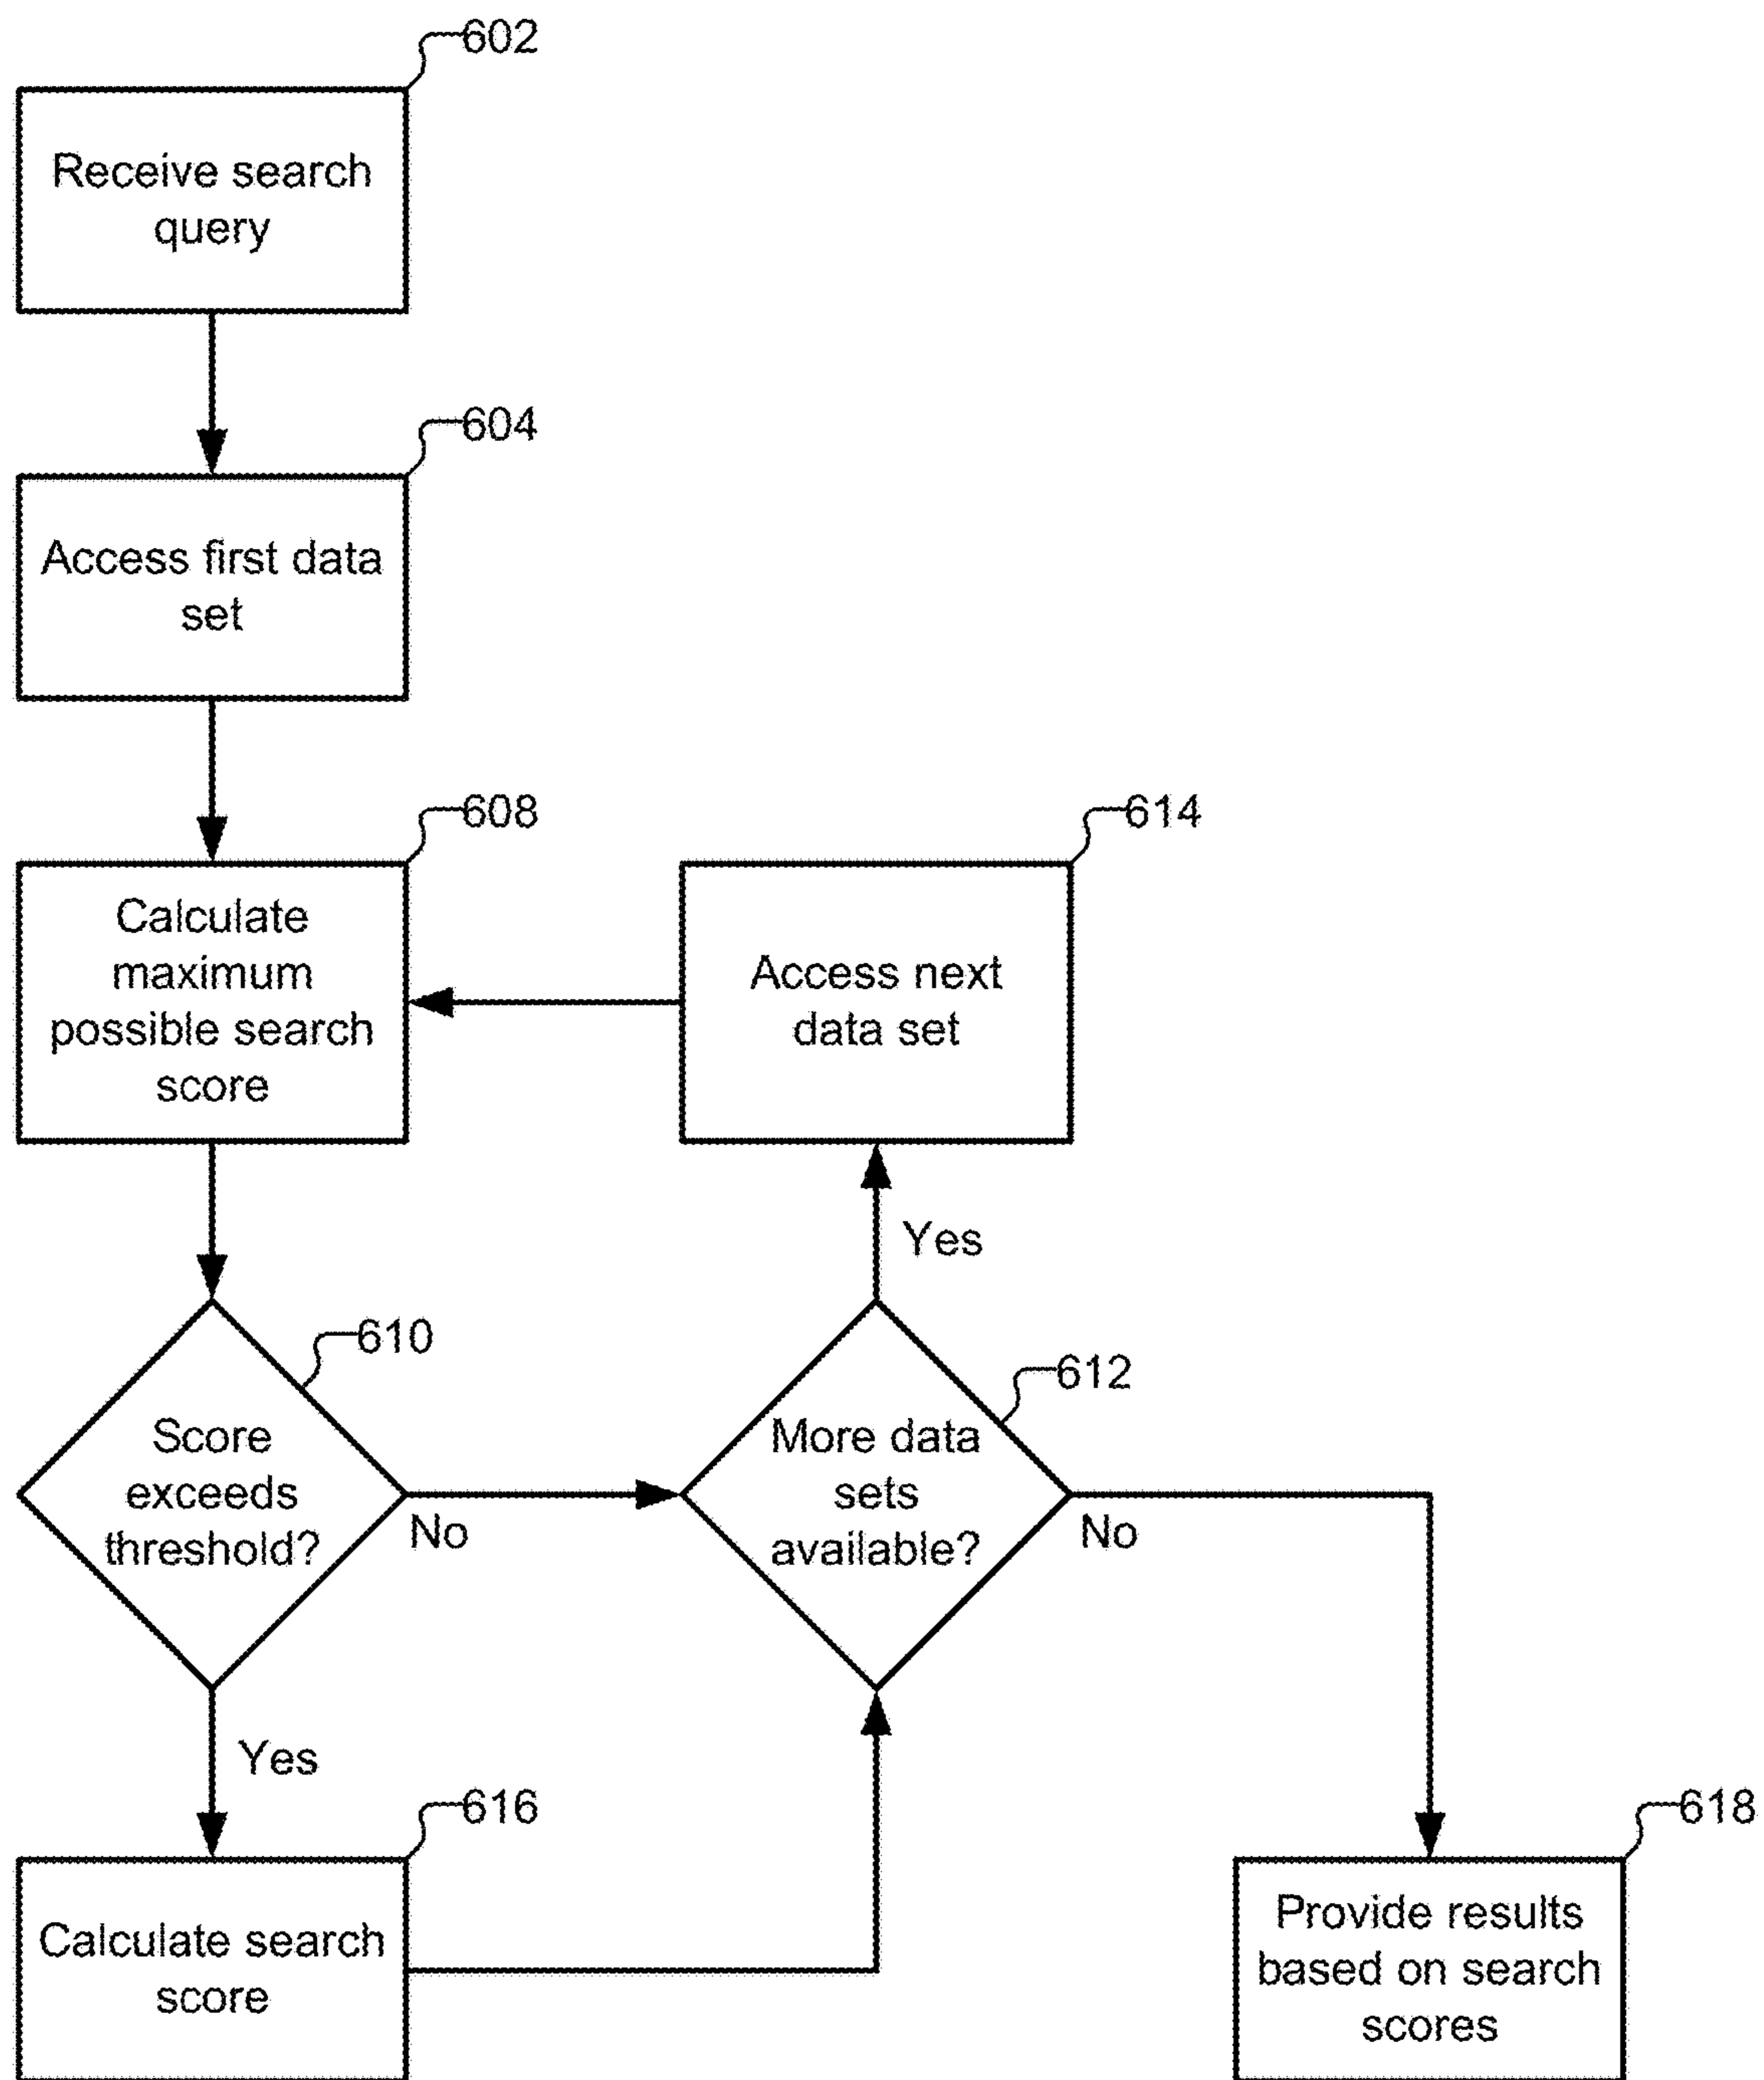 602
Receive search
query
604
Access first data
set
608
Calculate
maximum
possible search
score
614
Access next
data set
Yes
610
Score
exceeds
threshold?
No
612
More data
sets
available?
No
Yes
616
Calculate search
score
618
Provide results
based on search
scores